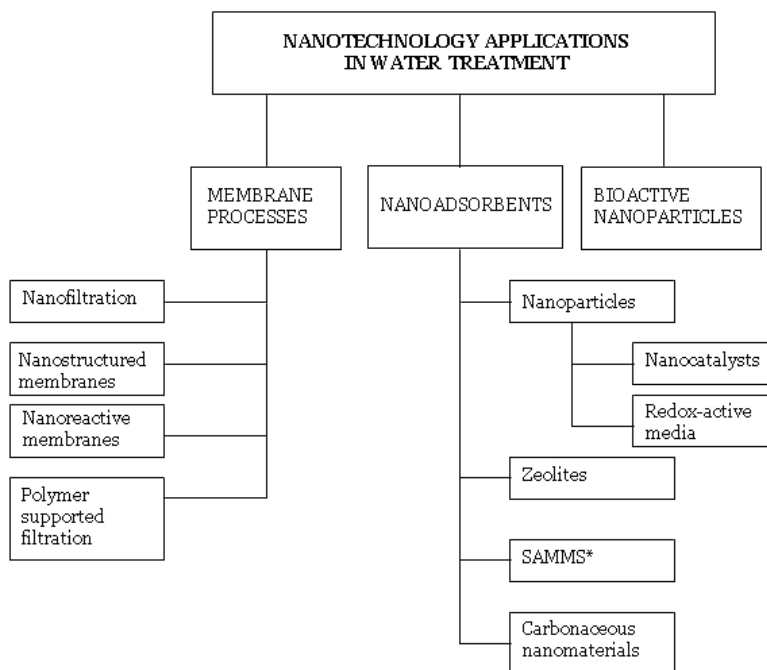 NANOTECHNOLOGY APPLICATIONS
IN WATER TREATMENT
MEMBRANE
PROCESSES
NANOADSORBENTS
BIOACTIVE
NANOPARTICLES
Nanofiltration
Nanostructured
membranes
Nanoreactive
membranes
Polymer
supported
filtration
Nanoparticles
Nanocatalysts
Redox-active
media
Zeolites
SAMMS*
Carbonaceous
nanomaterials